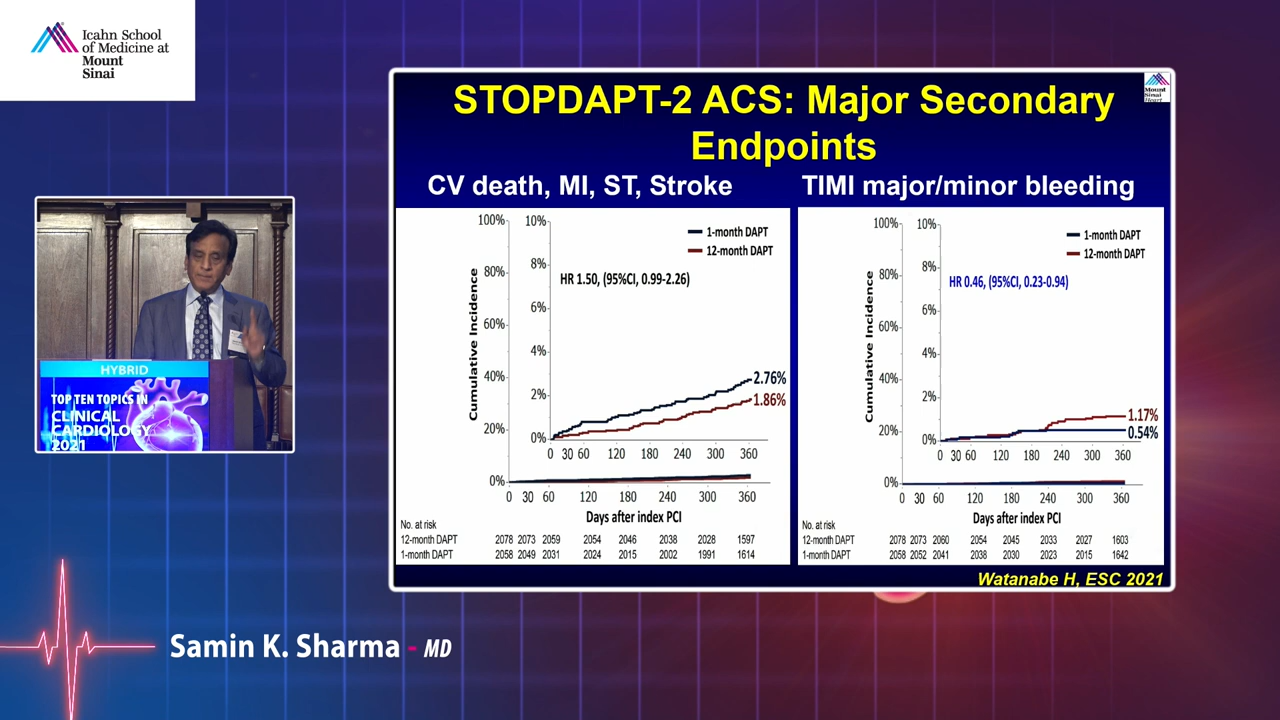 Icahn School
of Medicine at
Mount
Sinai
STOPDAPT-2 ACS: Major Secondary
Endpoints
Mount
Sinai
Heart
CV death, MI, ST, Stroke
TIMI major/minor bleeding
100%
80%
60%
40%
20%
0%
Cumulative Incidence
10%
8%
6%
4%
2%
0%
1-month DAPT
12-month DAPT
HR 1.50, (95%CI, 0.99-2.26)
2.76%
1.86%
0 30 60 120 180 240 300 360
0 30 60 120 180 240 300 360
Days after index PCI
No. at risk
12-month DAPT 2078 2073 2059 2054 2046 2038 2028 1597
1-month DAPT 2058 2049 2031 2024 2015 2002 1991 1614
100%
80%
60%
40%
20%
0%
Cumulative Incidence
10%
8%
6%
4%
2%
0%
1-month DAPT
12-month DAPT
HR 0.46, (95%CI, 0.23-0.94)
1.17%
0.54%
0 30 60 120 180 240 300 360
0 30 60 120 180 240 300 360
Days after index PCI
No. at risk
12-month DAPT 2078 2073 2060 2054 2045 2033 2027 1603
1-month DAPT 2058 2052 2041 2038 2030 2023 2015 1642
Watanabe H, ESC 2021
HYBRID
TOP TEN TOPICS IN
CLINICAL
CARDIOLOGY
2021
Samin K. Sharma - MD